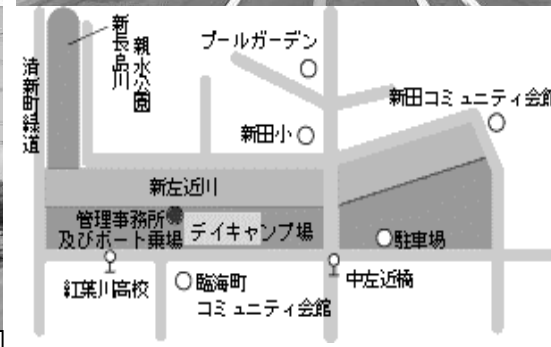 清新町緑道
新長島川
親水公園
プールガーデン
新田コミュニティ会館
新田小
新左近川
管理事務所
及びボート乗場
デイキャンプ場
駐車場
紅葉川高校
臨海町
コミュニティ会館
中左近橋